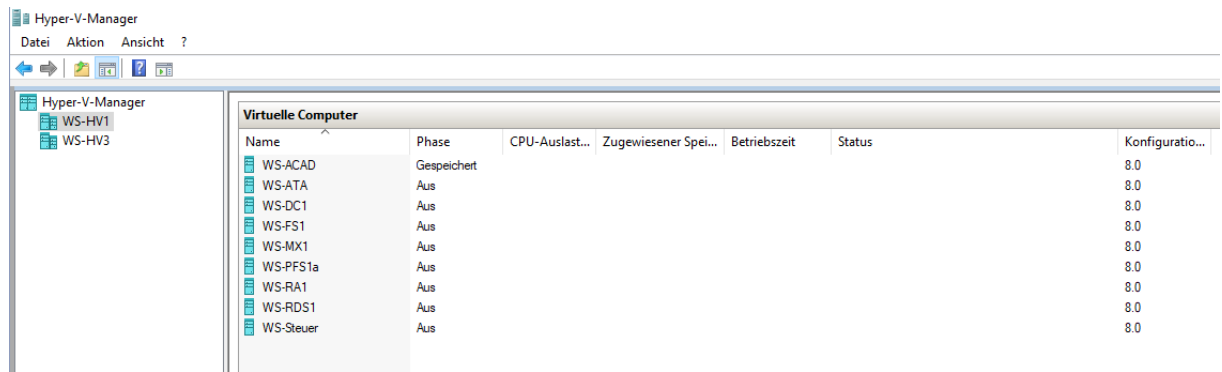 Hyper-V-Manager
Datei Aktion Ansicht ?
Hyper-V-Manager
WS-HV1
WS-HV3
Virtuelle Computer
Name Phase CPU-Auslast... Zugewiesener Spei... Betriebszeit Status Konfiguratio...
WS-ACAD Gespeichert 8.0
WS-ATA Aus 8.0
WS-DC1 Aus 8.0
WS-FS1 Aus 8.0
WS-MX1 Aus 8.0
WS-PFS1a Aus 8.0
WS-RA1 Aus 8.0
WS-RDS1 Aus 8.0
WS-Steuer Aus 8.0